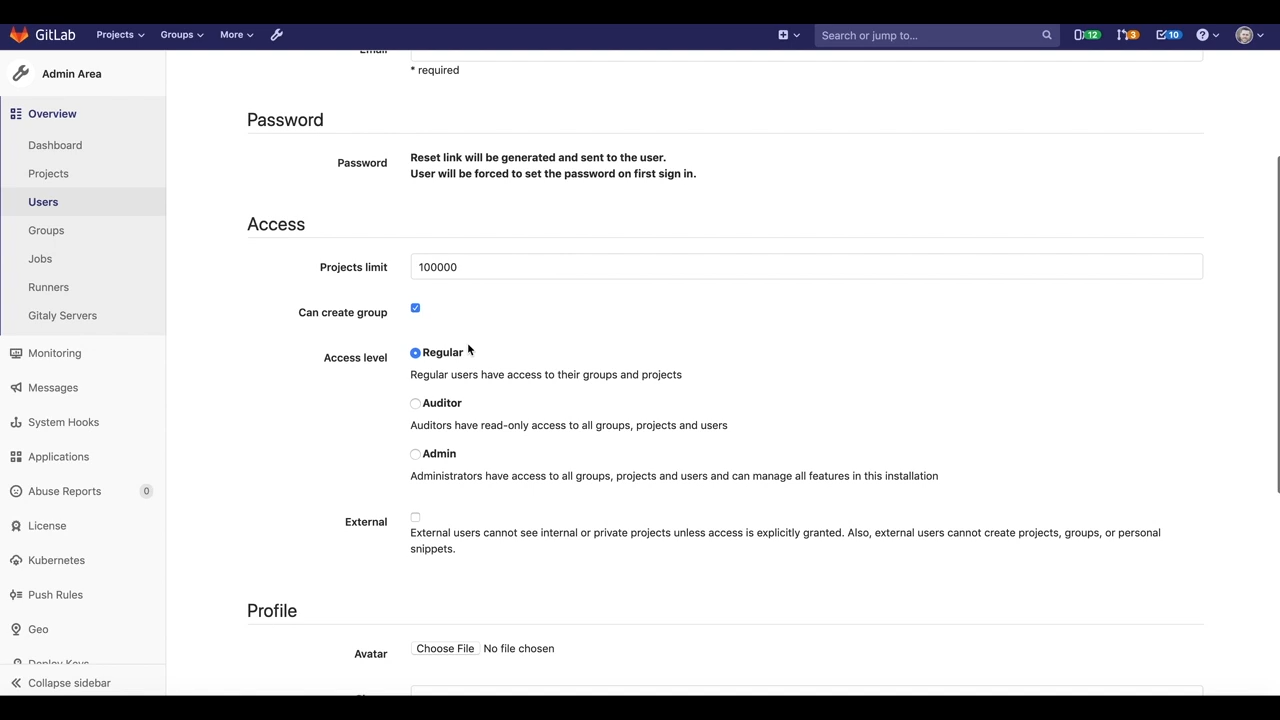 GitLab
Projects
Groups
More
Search or jump to...
12
3
10
Admin Area
Overview
Dashboard
Projects
Users
Groups
Jobs
Runners
Gitaly Servers
Monitoring
Messages
System Hooks
Applications
Abuse Reports 0
License
Kubernetes
Push Rules
Geo
Deploy Keys
Collapse sidebar
Email
* required
Password
Password
Reset link will be generated and sent to the user.
User will be forced to set the password on first sign in.
Access
Projects limit
100000
Can create group
Access level
Regular
Regular users have access to their groups and projects
Auditor
Auditors have read-only access to all groups, projects and users
Admin
Administrators have access to all groups, projects and users and can manage all features in this installation
External
External users cannot see internal or private projects unless access is explicitly granted. Also, external users cannot create projects, groups, or personal
snippets.
Profile
Avatar
Choose File No file chosen